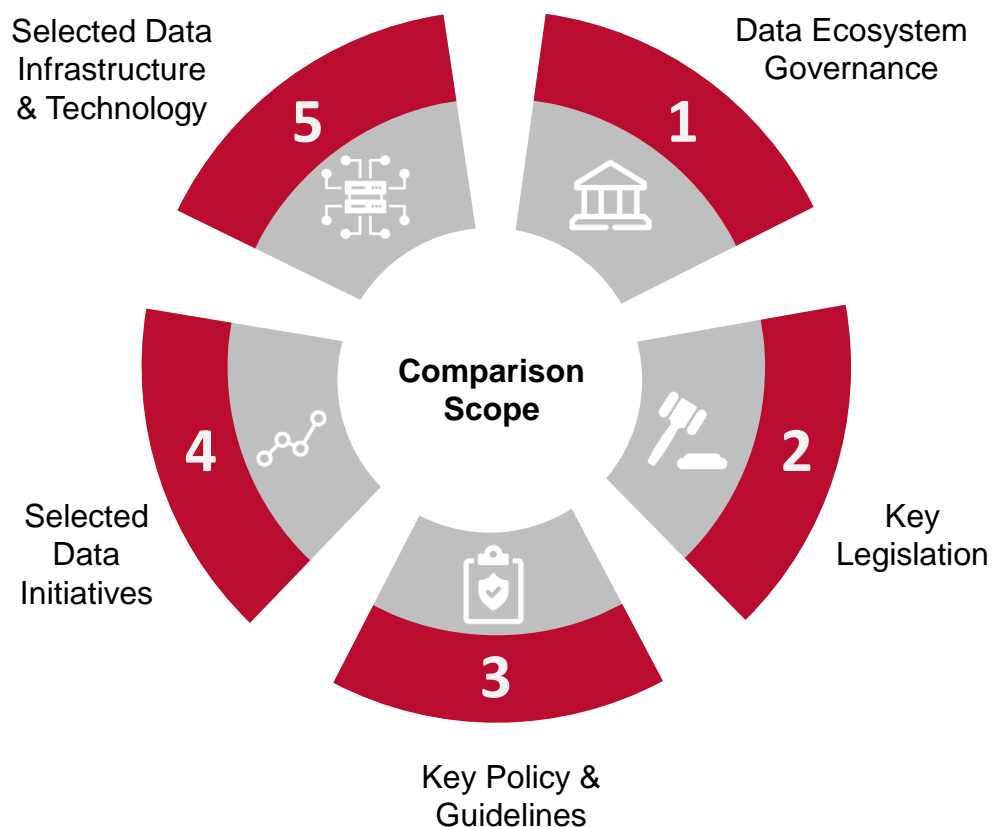 Selected Data
Infrastructure
& Technology
5
1
Data Ecosystem
Governance
Comparison
Scope
4
2
Selected
Data
Initiatives
Key
Legislation
3
Key Policy &
Guidelines